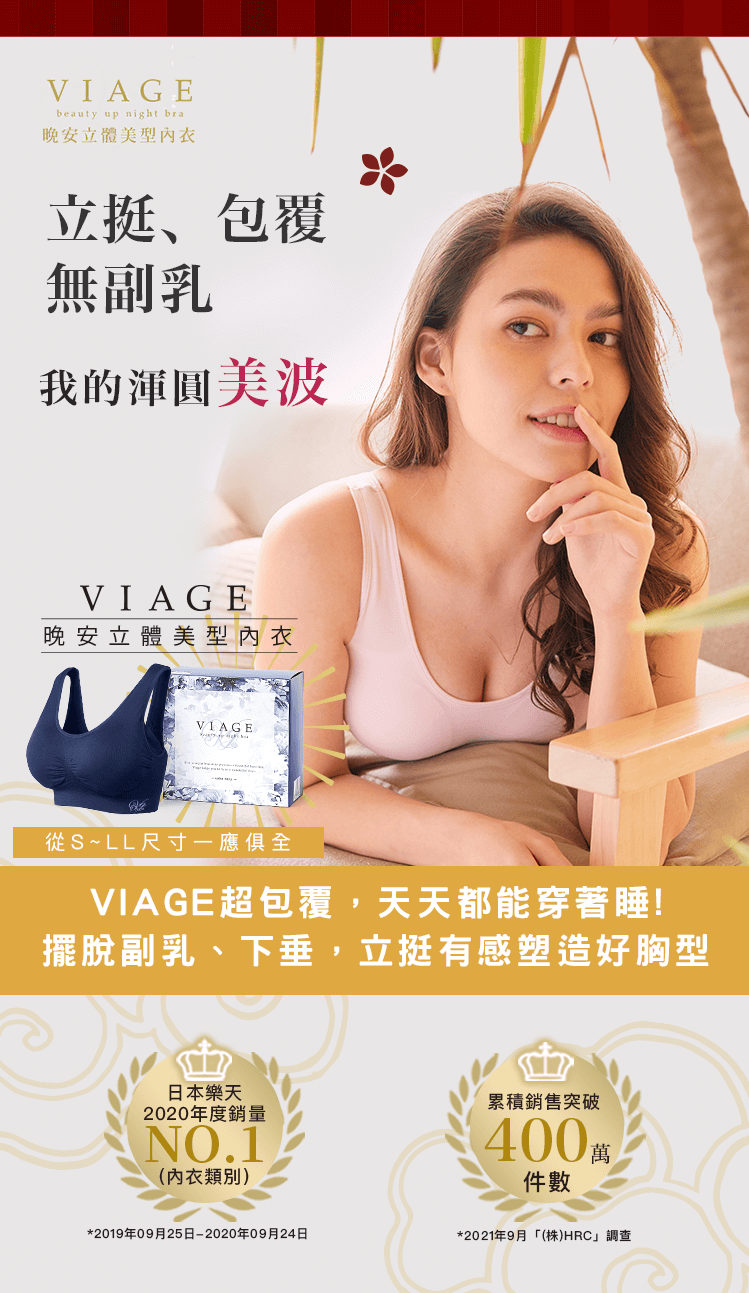 VIAGE
beauty up night bra
晚安立體美型內衣
立挺、包覆
無副乳
我的渾圓美波
VIAGE
晚安立體美型內衣
VIAGE
beauty up night bra
從S~LL尺寸一應俱全
VIAGE超包覆，天天都能穿著睡!
擺脫副乳、下垂，立挺有感塑造好胸型
日本樂天
2020年度銷量
NO.1
(內衣類別)
*2019年09月25日-2020年09月24日
累積銷售突破
400萬
件數
*2021年9月「(株)HRC」調查